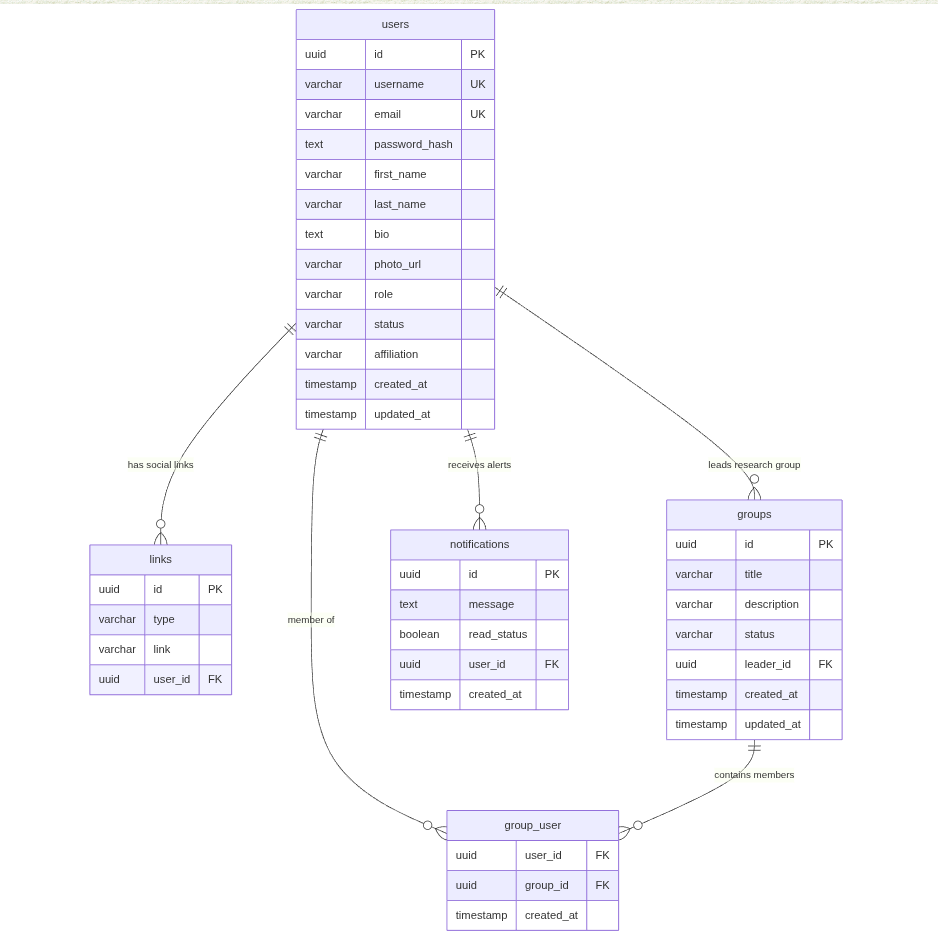 users
uuid id PK
varchar username UK
varchar email UK
text password_hash
varchar first_name
varchar last_name
text bio
varchar photo_url
varchar role
varchar status
varchar affiliation
timestamp created_at
timestamp updated_at
has social links
receives alerts
leads research group
links
uuid id PK
varchar type
varchar link
uuid user_id FK
member of
notifications
uuid id PK
text message
boolean read_status
uuid user_id FK
timestamp created_at
groups
uuid id PK
varchar title
varchar description
varchar status
uuid leader_id FK
timestamp created_at
timestamp updated_at
contains members
group_user
uuid user_id FK
uuid group_id FK
timestamp created_at